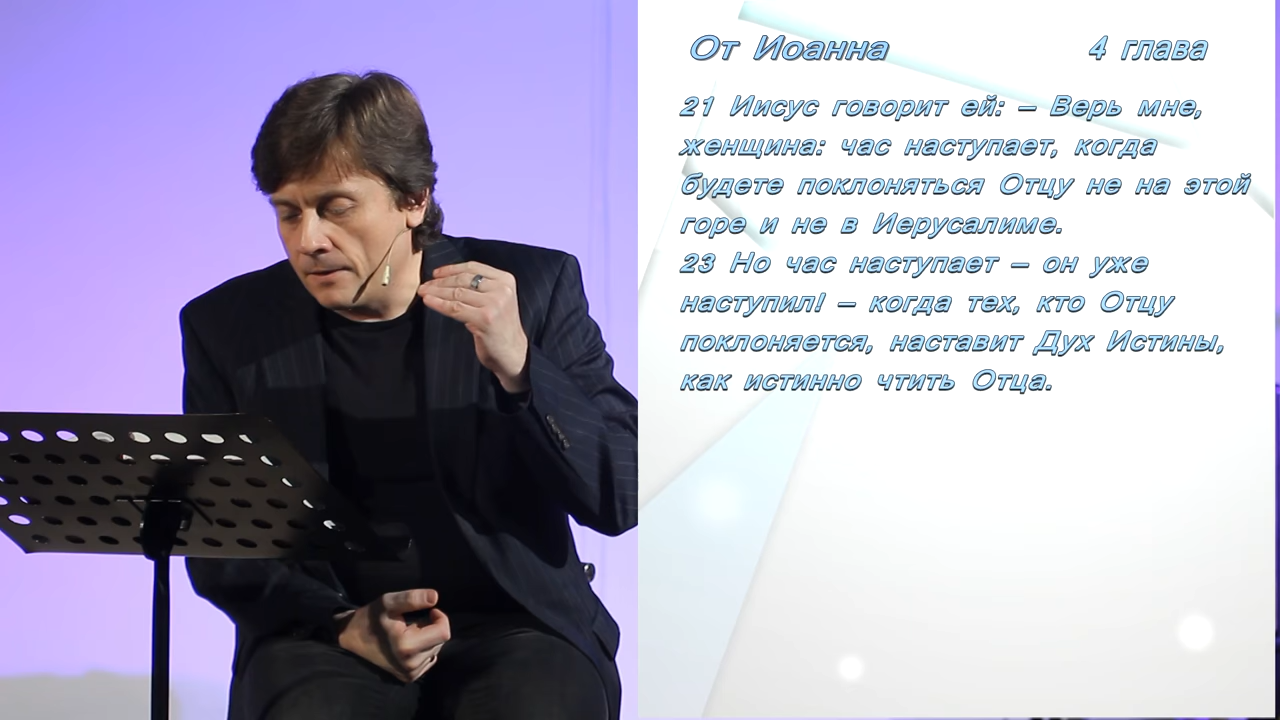 От Иоанна 4 глава
21 Иисус говорит ей: – Верь мне,
женщина: час наступает, когда
будете поклоняться Отцу не на этой
горе и не в Иерусалиме.
23 Но час наступает – он уже
наступил! – когда тех, кто Отцу
поклоняется, наставит Дух Истины,
как истинно чтить Отца.